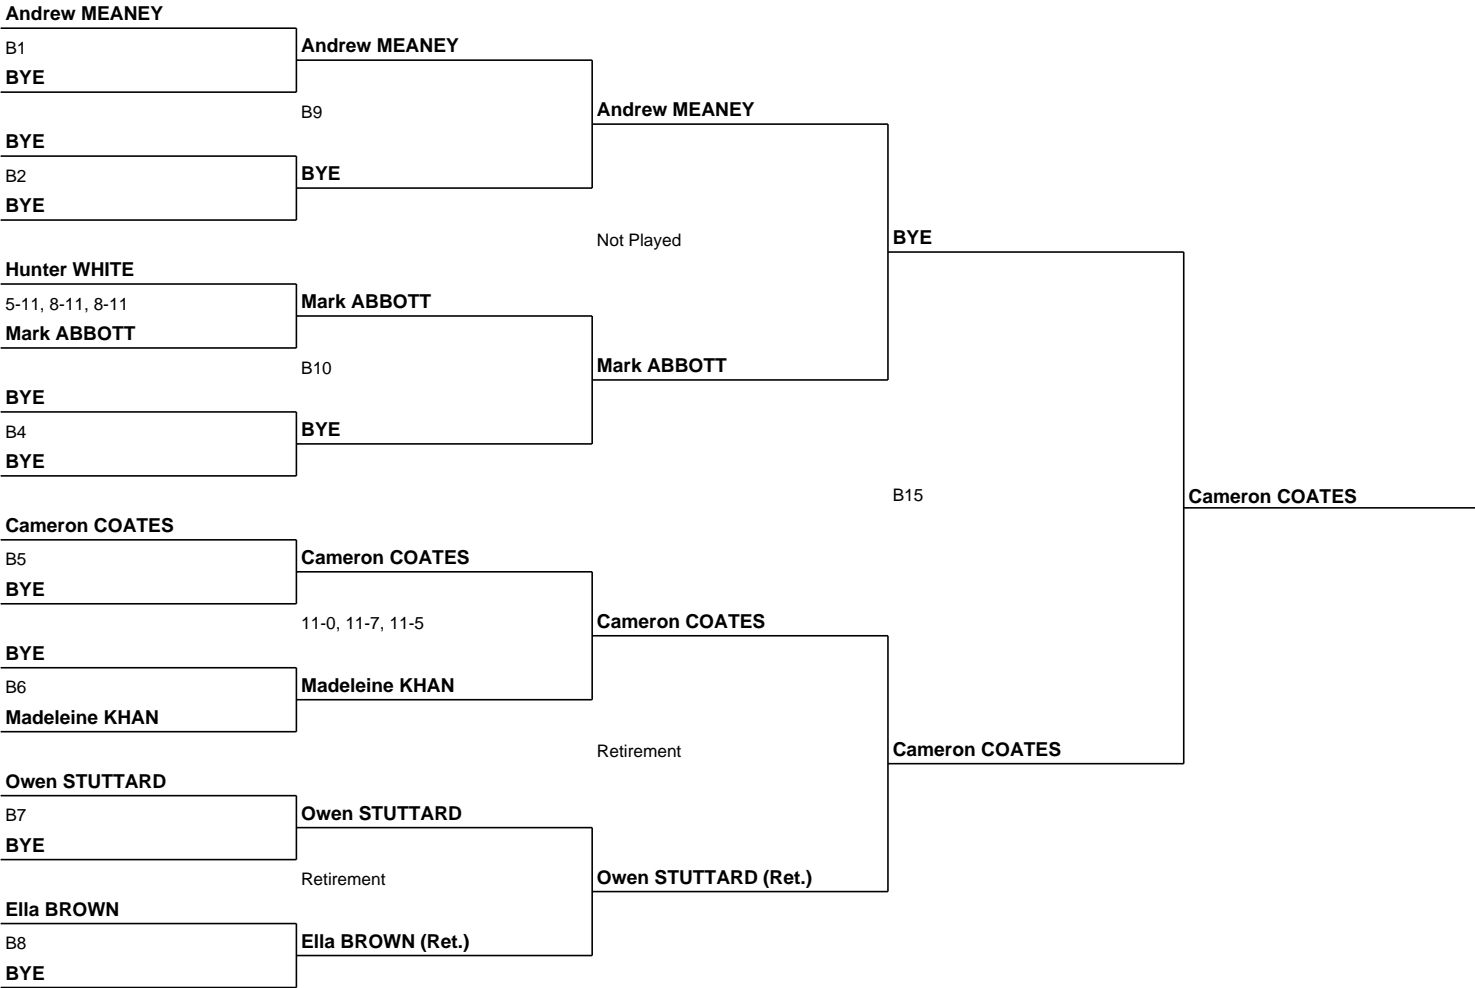 Andrew MEANEY
B1
BYE
BYE
B2
BYE
Hunter WHITE
5-11, 8-11, 8-11
Mark ABBOTT
BYE
B4
BYE
Cameron COATES
B5
BYE
BYE
B6
Madeleine KHAN
Owen STUTTARD
B7
BYE
Ella BROWN
B8
BYE
Andrew MEANEY
B9
BYE
Mark ABBOTT
B10
BYE
Cameron COATES
11-0, 11-7, 11-5
Madeleine KHAN
Owen STUTTARD
Retirement
Ella BROWN (Ret.)
Andrew MEANEY
Not Played
Mark ABBOTT
Cameron COATES
Retirement
Owen STUTTARD (Ret.)
BYE
B15
Cameron COATES
Cameron COATES